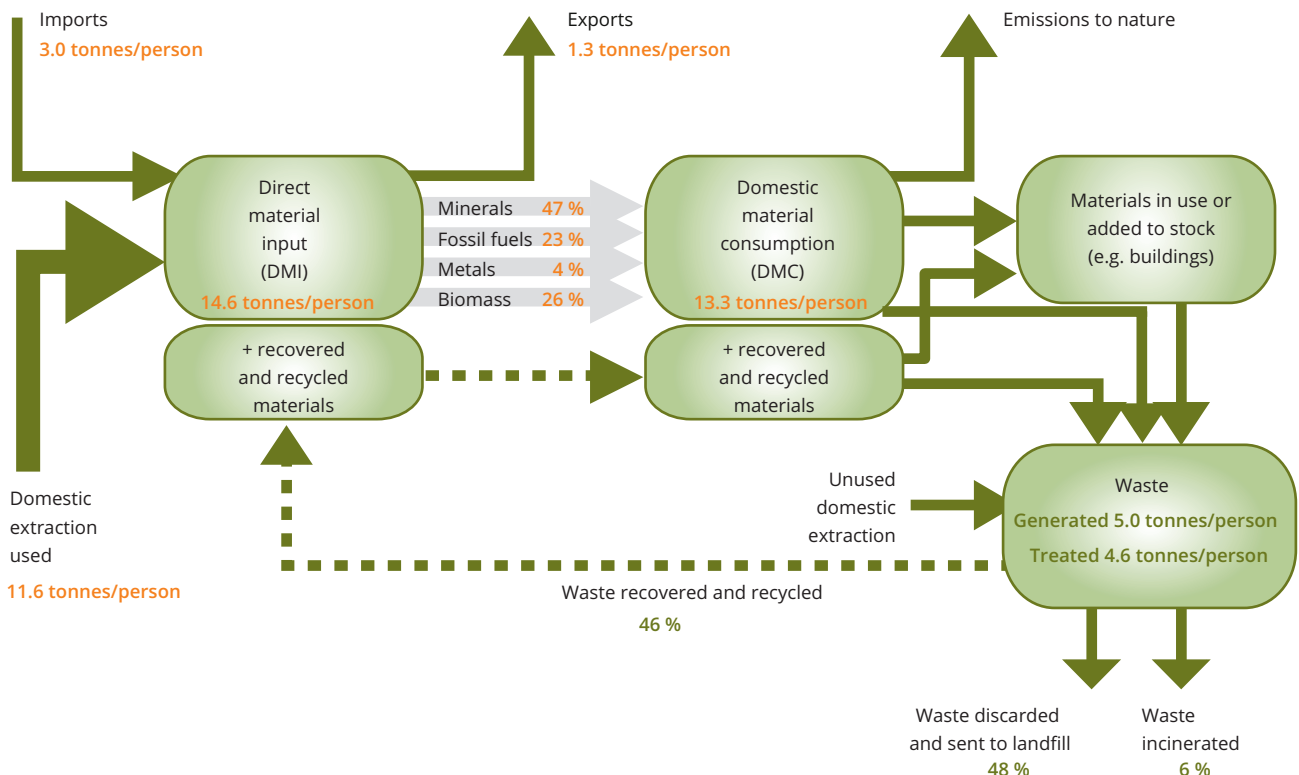 Imports
3.0 tonnes/person
Exports
1.3 tonnes/person
Emissions to nature
Direct
material
input
(DMI)
14.6 tonnes/person
Minerals 47 %
Fossil fuels 23 %
Metals 4 %
Biomass 26 %
Domestic
material
consumption
(DMC)
13.3 tonnes/person
Materials in use or
added to stock
(e.g. buildings)
+ recovered
and recycled
materials
+ recovered
and recycled
materials
Domestic
extraction
used
11.6 tonnes/person
Unused
domestic
extraction
Waste
Generated 5.0 tonnes/person
Treated 4.6 tonnes/person
Waste recovered and recycled
46 %
Waste discarded
and sent to landfill
48 %
Waste
incinerated
6 %